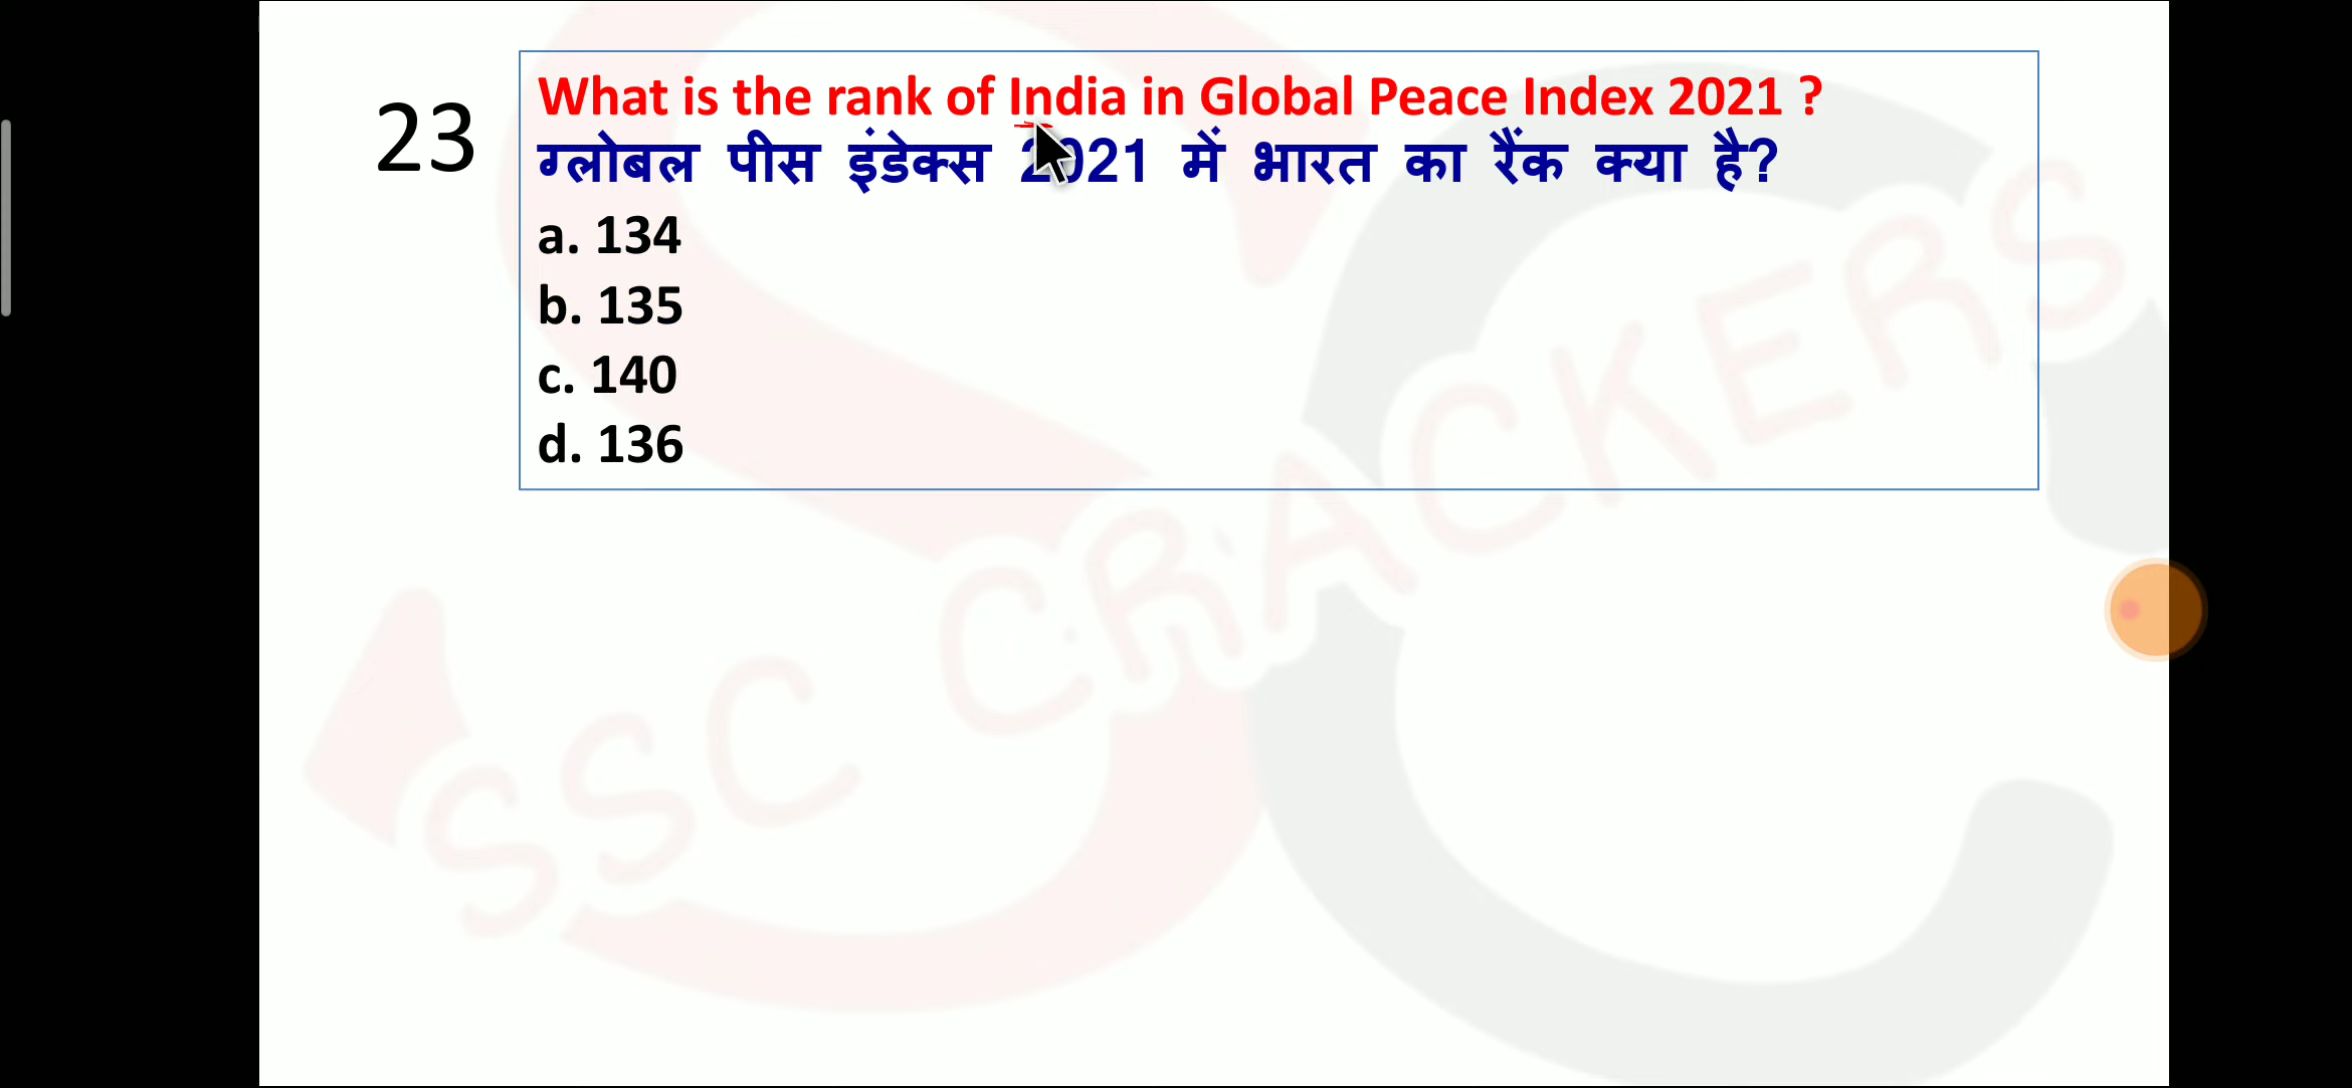 23
What is the rank of India in Global Peace Index 2021 ?
ग्लोबल पीस इंडेक्स 2021 में भारत का रैंक क्या है?
a. 134
b. 135
c. 140
d. 136
SSC CRACKERS